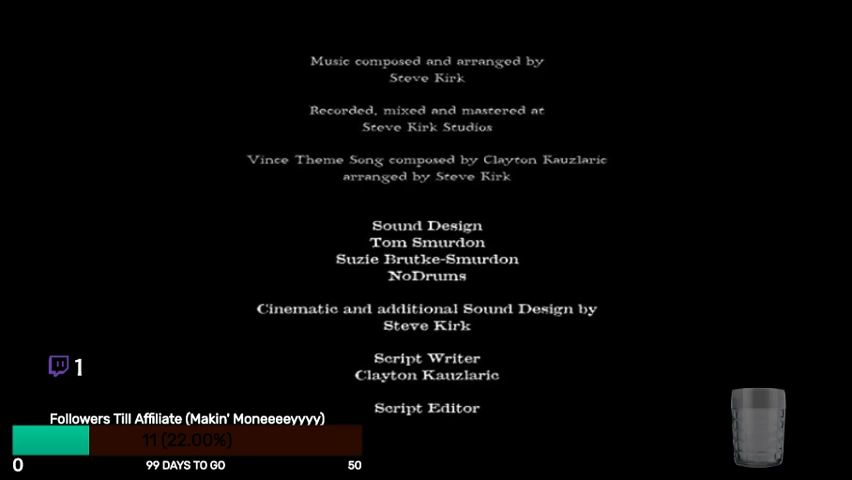 Music composed and arranged by
Steve Kirk
Recorded, mixed and mastered at
Steve Kirk Studios
Vince Theme Song composed by Clayton Kauzlaric
arranged by Steve Kirk
Sound Design
Tom Smurdon
Suzie Brutke-Smurdon
NoDrums
Cinematic and additional Sound Design by
Steve Kirk
Script Writer
Clayton Kauzlaric
Script Editor
1
Followers Till Affiliate (Makin' Moneeeeyyyy)
11 (22.00%)
0 99 DAYS TO GO 50